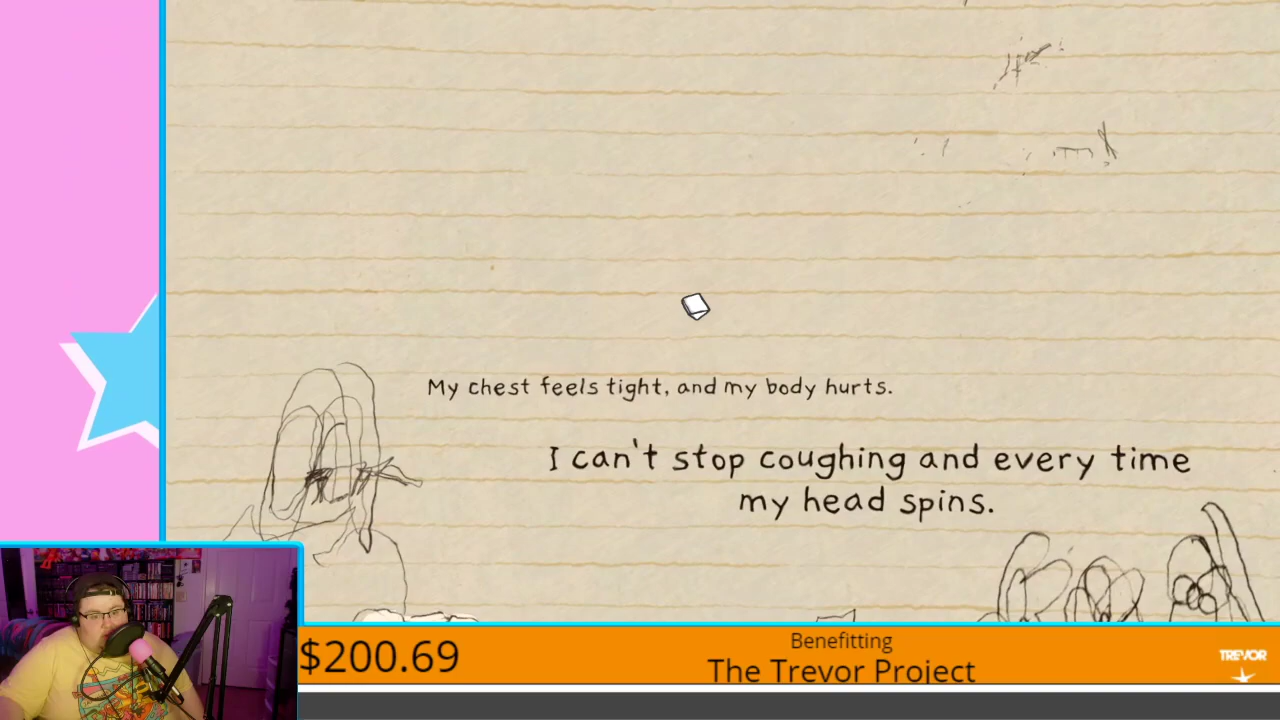 My chest feels tight, and my body hurts.
I can't stop coughing and every time
my head spins.
$200.69
Benefitting
The Trevor Project
TREVOR